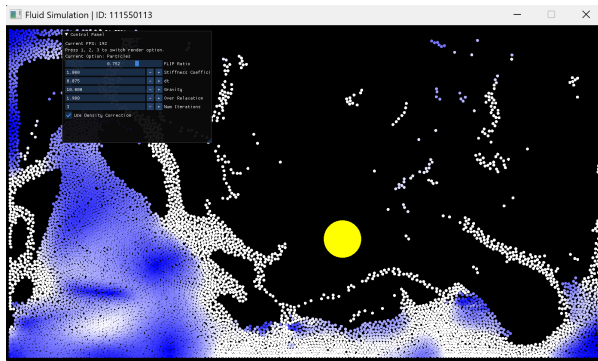 Fluid Simulation | ID: 111550113
Control Panel
Current FPS: 192
Press 1, 2, 3 to switch render option.
Current Option: Particles
0.752 FLIP Ratio
1.000 - + Stiffness Coeffici
0.075 - + dt
10.000 - + Gravity
1.900 - + Over Relaxation
- + Num Iterations
Use Density Correction